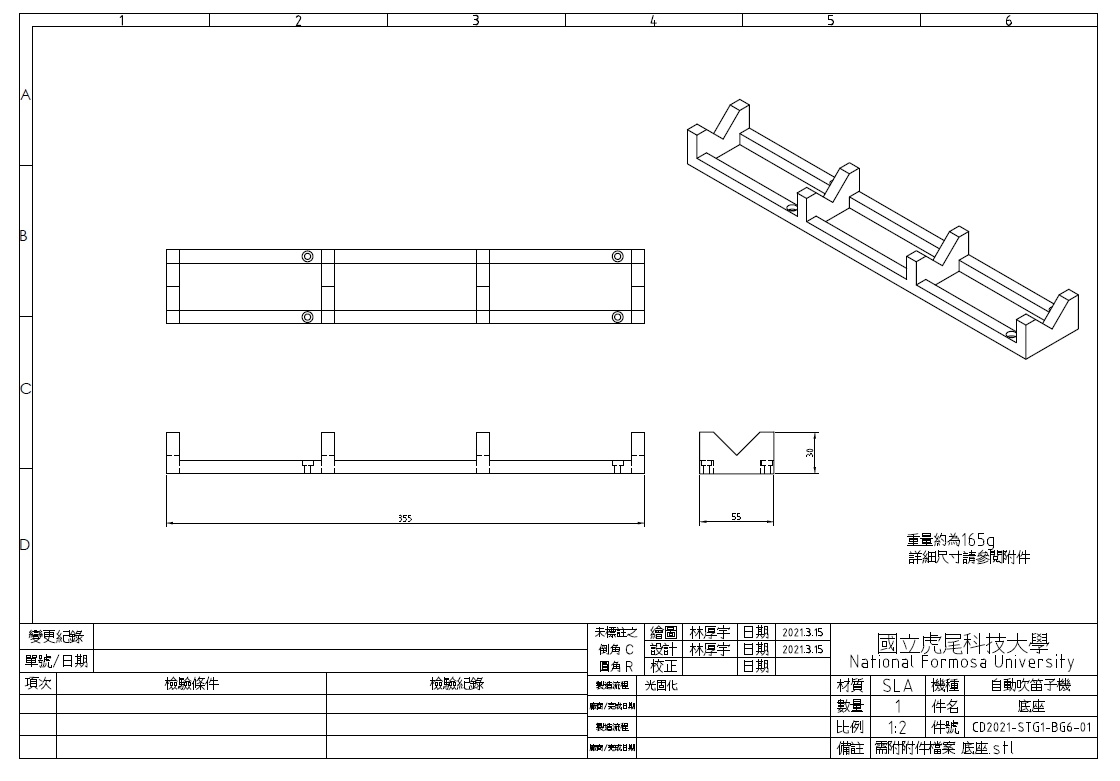 1 2 3 4 5 6
A
B
C
D
30
355
55
重量約為165g
詳細尺寸請參閱附件
變更紀錄
單號/日期
項次 檢驗條件 檢驗紀錄
未標註之 繪圖 林厚宇 日期 2021.3.15
倒角 C 設計 林厚宇 日期 2021.3.15
圓角 R 校正 日期
國立虎尾科技大學
National Formosa University
製造流程 光固化
廠商/完成日期
製造流程
廠商/完成日期
材質 SLA 機種 自動吹笛子機
數量 1 件名 底座
比例 1:2 件號 CD2021-STG1-BG6-01
備註 需附附件檔案 底座.stl